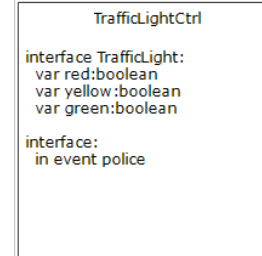 TrafficLightCtrl
interface TrafficLight:
var red:boolean
var yellow:boolean
var green:boolean
interface:
in event police